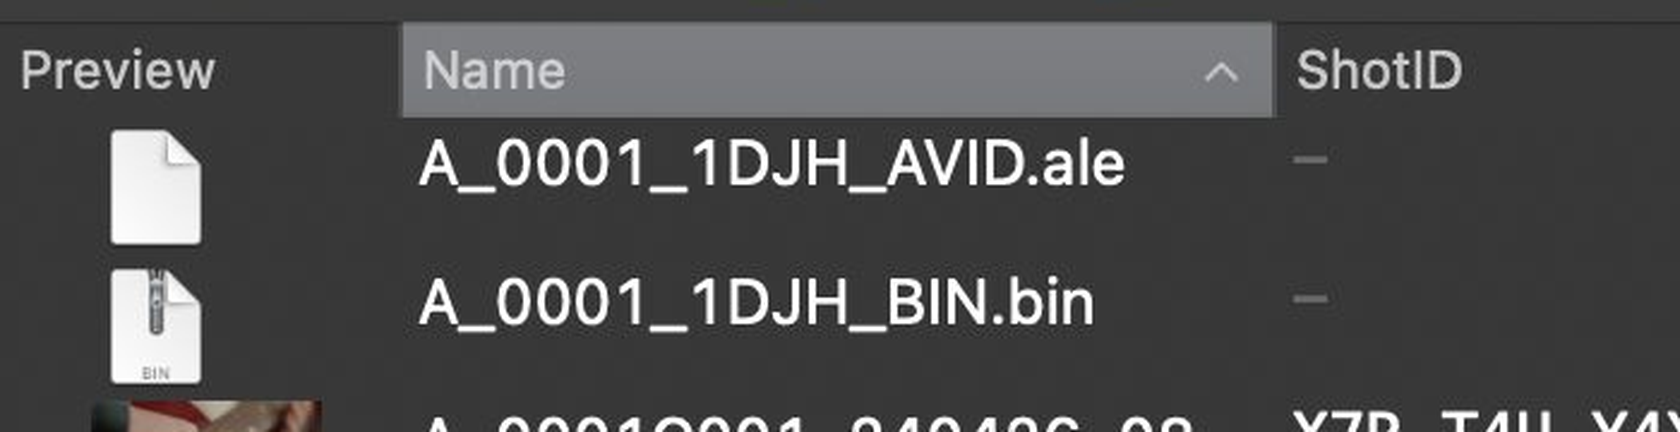 Preview Name ShotID
A_0001_1DJH_AVID.ale –
A_0001_1DJH_BIN.bin –
BIN